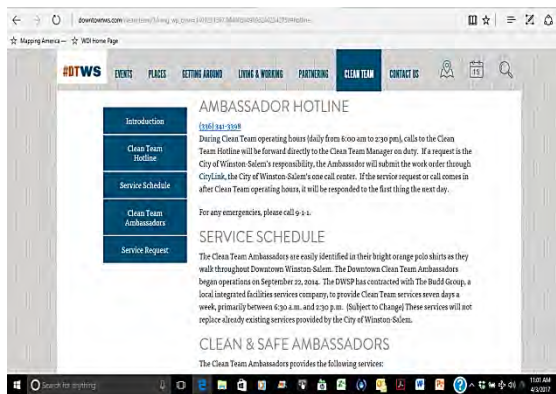 downtownws.com
Mapping America —
WDI Home Page
#DTWS
EVENTS
PLACES
GETTING AROUND
LIVING & WORKING
PARTNERING
CLEAN TEAM
CONTACT US
15
Introduction
Clean Team
Hotline
Service Schedule
Clean Team
Ambassadors
Service Request
AMBASSADOR HOTLINE
(336) 341-3398
During Clean Team operating hours (daily from 6:00 am to 2:30 pm), calls to the Clean
Team Hotline will be forward directly to the Clean Team Manager on duty. If a request is the
City of Winston-Salem's responsibility, the Ambassador will submit the work order through
CityLink, the City of Winston-Salem's one call center. If the service request or call comes in
after Clean Team operating hours, it will be responded to the first thing the next day.
For any emergencies, please call 9-1-1.
SERVICE SCHEDULE
The Clean Team Ambassadors are easily identified in their bright orange polo shirts as they
walk throughout Downtown Winston-Salem. The Downtown Clean Team Ambassadors
began operations on September 22, 2014. The DWSP has contracted with The Budd Group, a
local integrated facilities services company, to provide Clean Team services seven days a
week, primarily between 6:30 a.m. and 2:30 p.m. (Subject to Change) These services will not
replace already existing services provided by the City of Winston-Salem.
CLEAN & SAFE AMBASSADORS
The Clean Team Ambassadors provides the following services:
Search for anything
11:01 AM
4/3/2017